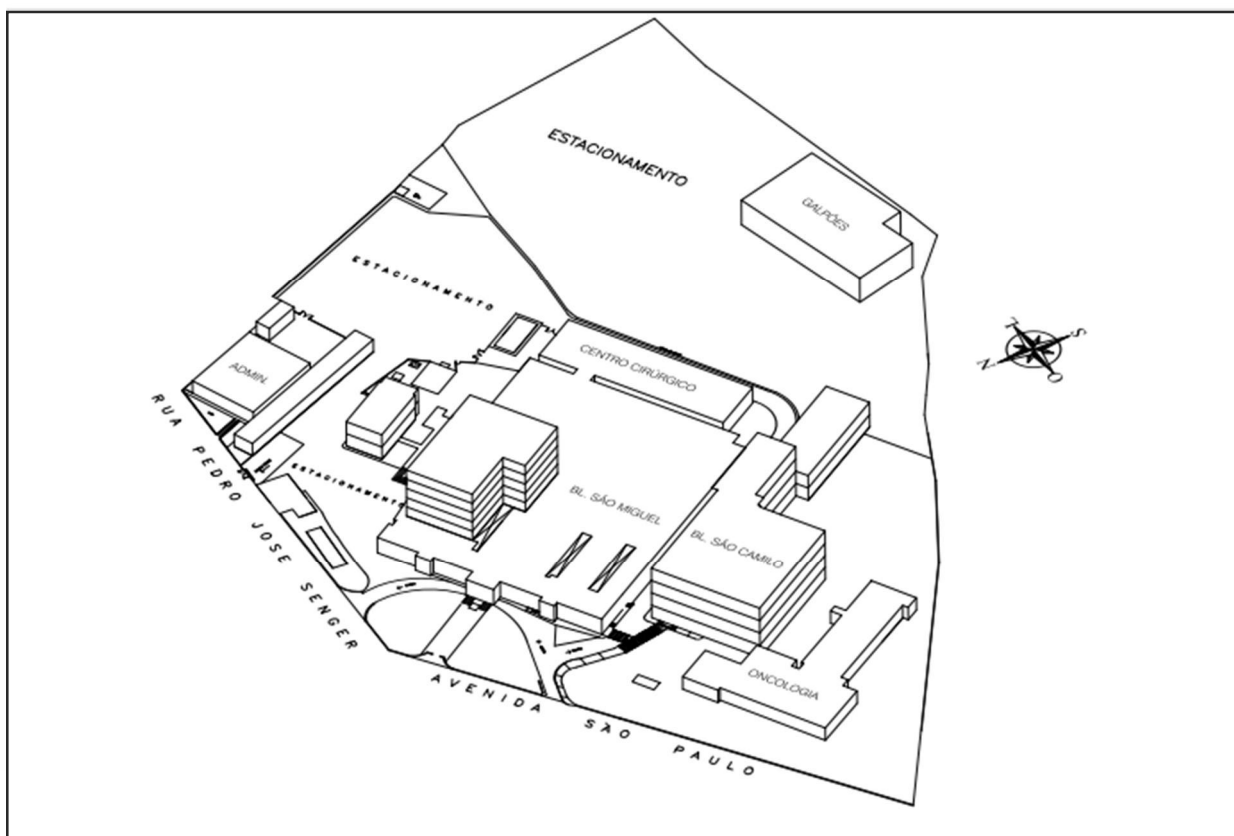 ESTACIONAMENTO
GALPÕES
ESTACIONAMENTO
CENTRO CIRÚRGICO
ADMIN.
L
S
N
O
RUA PEDRO JOSE SENGER
ESTACIONAMENTO
BL. SÃO MIGUEL
BL. SÃO CAMILO
ONCOLOGIA
AVENIDA SÃO PAULO